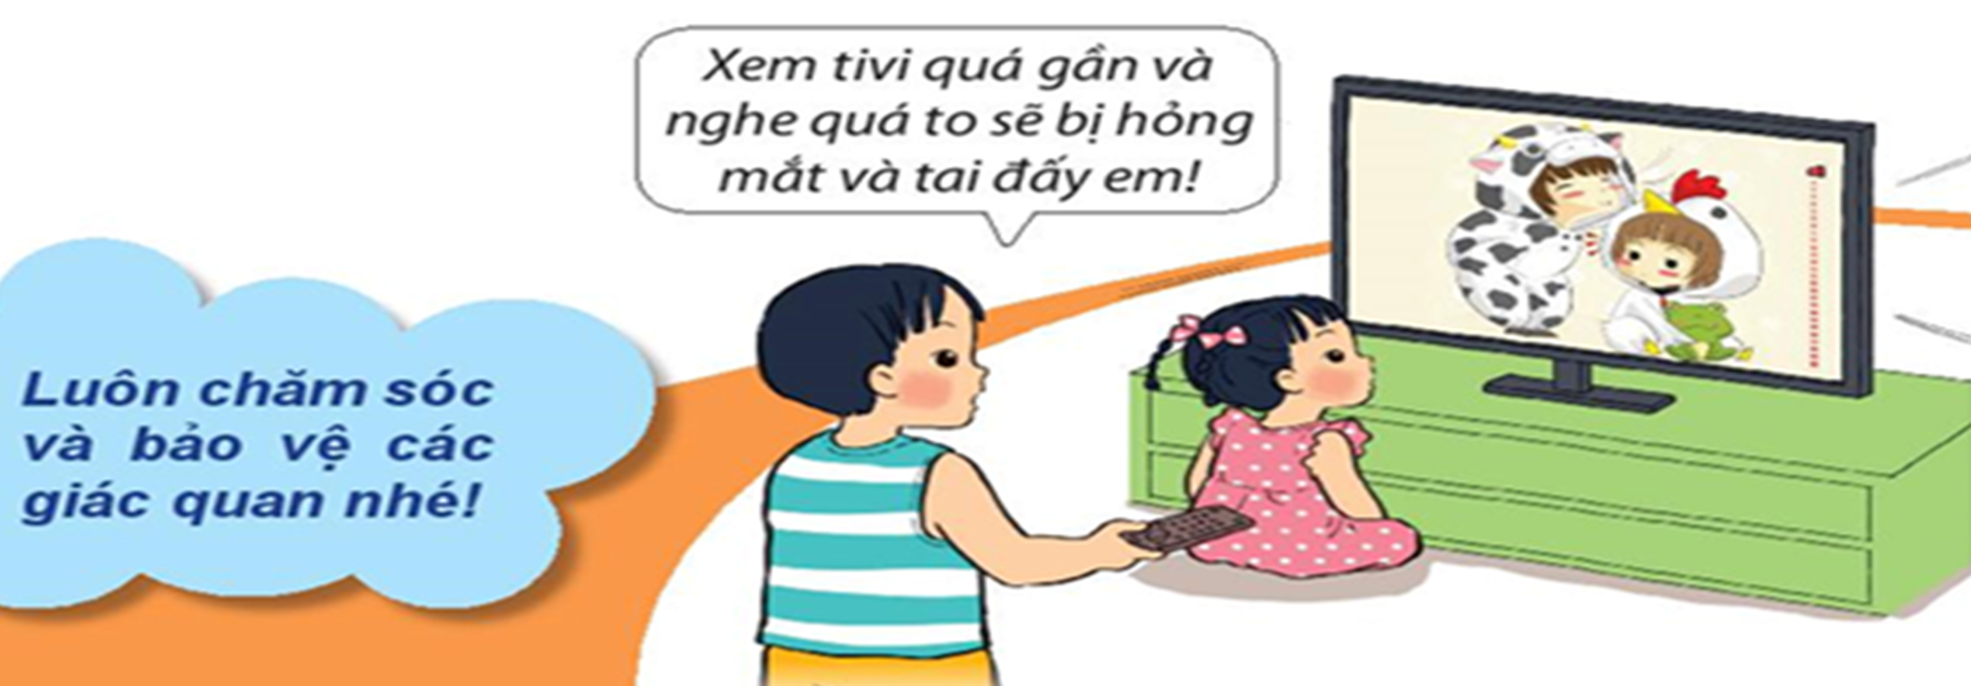 Xem tivi quá gần và
nghe quá to sẽ bị hỏng
mắt và tai đấy em!
Luôn chăm sóc
và bảo vệ các
giác quan nhé!